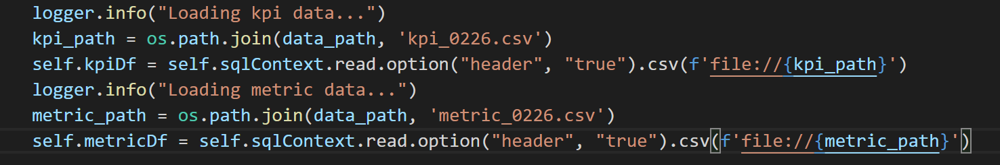 logger.info("Loading kpi data...")
kpi_path = os.path.join(data_path, 'kpi_0226.csv')
self.kpiDf = self.sqlContext.read.option("header", "true").csv(f'file://{kpi_path}')
logger.info("Loading metric data...")
metric_path = os.path.join(data_path, 'metric_0226.csv')
self.metricDf = self.sqlContext.read.option("header", "true").csv(f'file://{metric_path}')